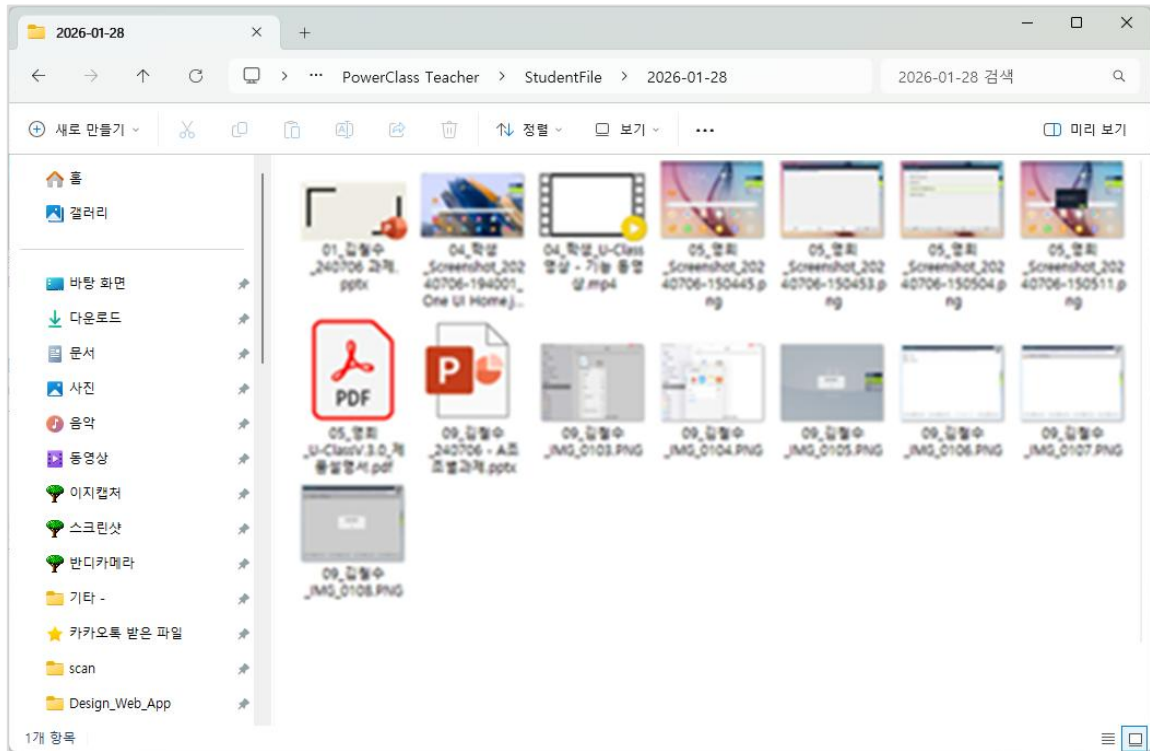 2026-01-28
PowerClass Teacher > StudentFile > 2026-01-28
2026-01-28 검색
새로 만들기
정렬
보기
미리 보기
홈
갤러리
바탕 화면
다운로드
문서
사진
음악
동영상
이지캡처
스크린샷
반디카메라
기타 -
카카오톡 받은 파일
scan
Design_Web_App
01_김철수
_240706 과제.
pptx
04_학생
_Screenshot_202
40706-194001_
One UI Home.j...
04_학생_U-Class
영상 - 기능 동영
상.mp4
05_영희
_Screenshot_202
40706-150445.p
ng
05_영희
_Screenshot_202
40706-150453.p
ng
05_영희
_Screenshot_202
40706-150504.p
ng
05_영희
_Screenshot_202
40706-150511.p
ng
PDF
05_영희
_U-ClassV.3.0_제
품설명서.pdf
P
09_김철수
_240706 - A조
조별과제.pptx
09_김철수
_IMG_0103.PNG
09_김철수
_IMG_0104.PNG
09_김철수
_IMG_0105.PNG
09_김철수
_IMG_0106.PNG
09_김철수
_IMG_0107.PNG
09_김철수
_IMG_0108.PNG
1개 항목